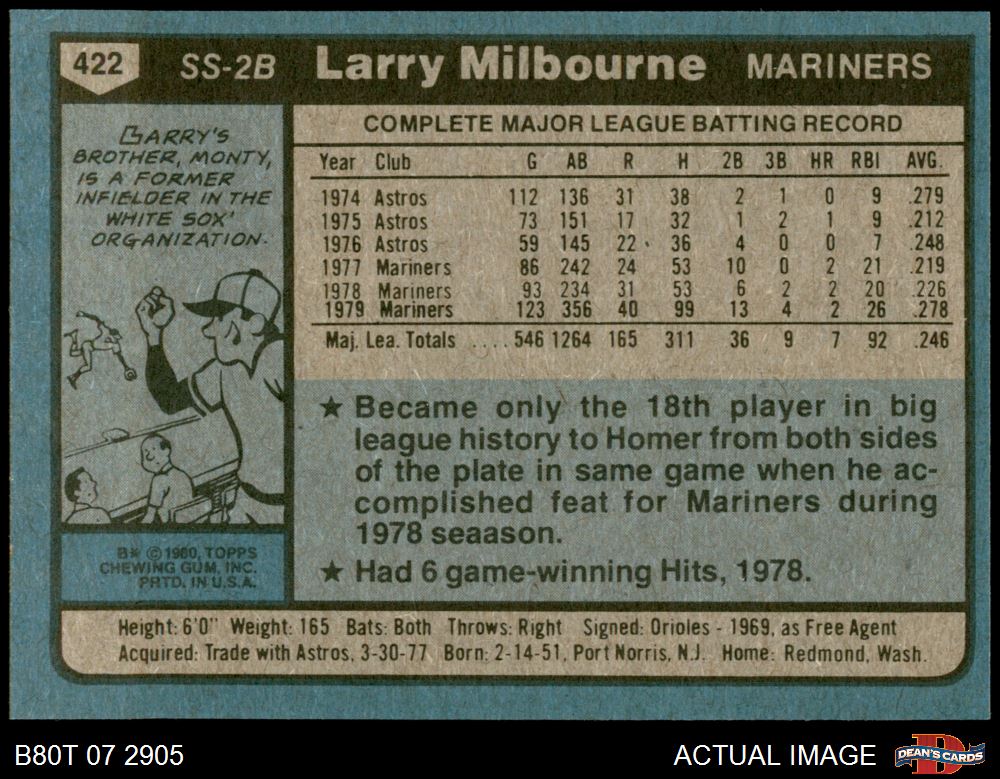 422 SS-2B Larry Milbourne MARINERS
LARRY'S
BROTHER, MONTY,
IS A FORMER
INFIELDER IN THE
WHITE SOX'
ORGANIZATION.
COMPLETE MAJOR LEAGUE BATTING RECORD
Year Club G AB R H 2B 3B HR RBI AVG.
1974 Astros 112 136 31 38 2 1 0 9 .279
1975 Astros 73 151 17 32 1 2 1 9 .212
1976 Astros 59 145 22 36 4 0 0 7 .248
1977 Mariners 86 242 24 53 10 0 2 21 .219
1978 Mariners 93 234 31 53 6 2 2 20 .226
1979 Mariners 123 356 40 99 13 4 2 26 .278
Maj. Lea. Totals .... 546 1264 165 311 36 9 7 92 .246
★ Became only the 18th player in big
league history to Homer from both sides
of the plate in same game when he ac-
complished feat for Mariners during
1978 seaason.
★ Had 6 game-winning Hits, 1978.
B* © 1980, TOPPS
CHEWING GUM, INC.
PRTD. IN U.S.A.
Height: 6'0" Weight: 165 Bats: Both Throws: Right Signed: Orioles - 1969, as Free Agent
Acquired: Trade with Astros, 3-30-77 Born: 2-14-51, Port Norris, N.J. Home: Redmond, Wash.
B80T 07 2905 ACTUAL IMAGE DEAN'S CARDS